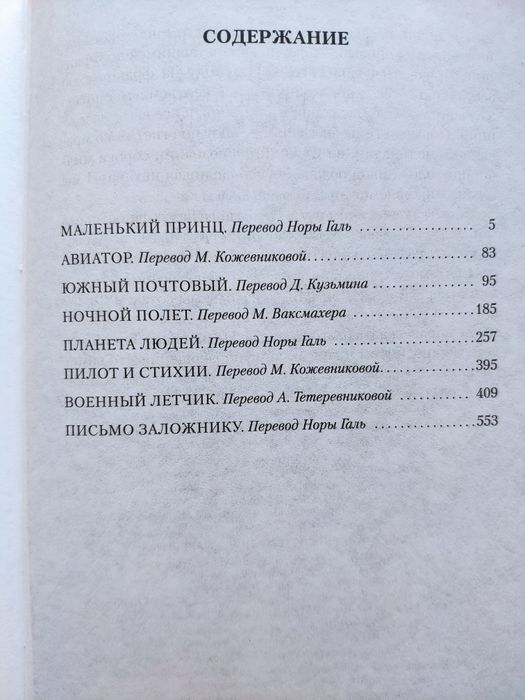 СОДЕРЖАНИЕ
МАЛЕНЬКИЙ ПРИНЦ. Перевод Норы Галь .................. 5
АВИАТОР. Перевод М. Кожевниковой......................... 83
ЮЖНЫЙ ПОЧТОВЫЙ. Перевод Д. Кузьмина ................ 95
НОЧНОЙ ПОЛЕТ. Перевод М. Ваксмахера .................. 185
ПЛАНЕТА ЛЮДЕЙ. Перевод Норы Галь ..................... 257
ПИЛОТ И СТИХИИ. Перевод М. Кожевниковой.............. 395
ВОЕННЫЙ ЛЕТЧИК. Перевод А. Тетеревниковой ............ 409
ПИСЬМО ЗАЛОЖНИКУ. Перевод Норы Галь ................. 553